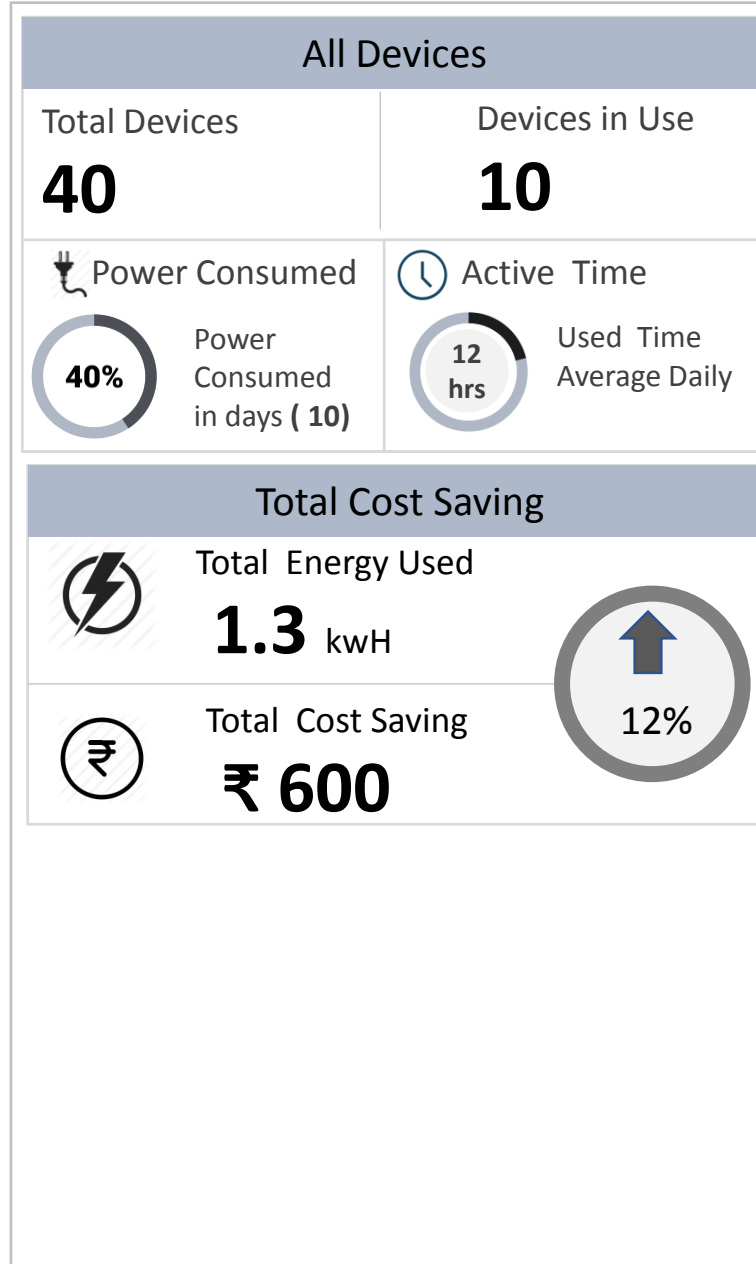 All Devices
Total Devices
Devices in Use
40
10
Power Consumed
Active Time
40%
Power
Consumed
in days ( 10)
12
hrs
Used Time
Average Daily
Total Cost Saving
Total Energy Used
1.3 kwH
12%
₹
Total Cost Saving
₹ 600